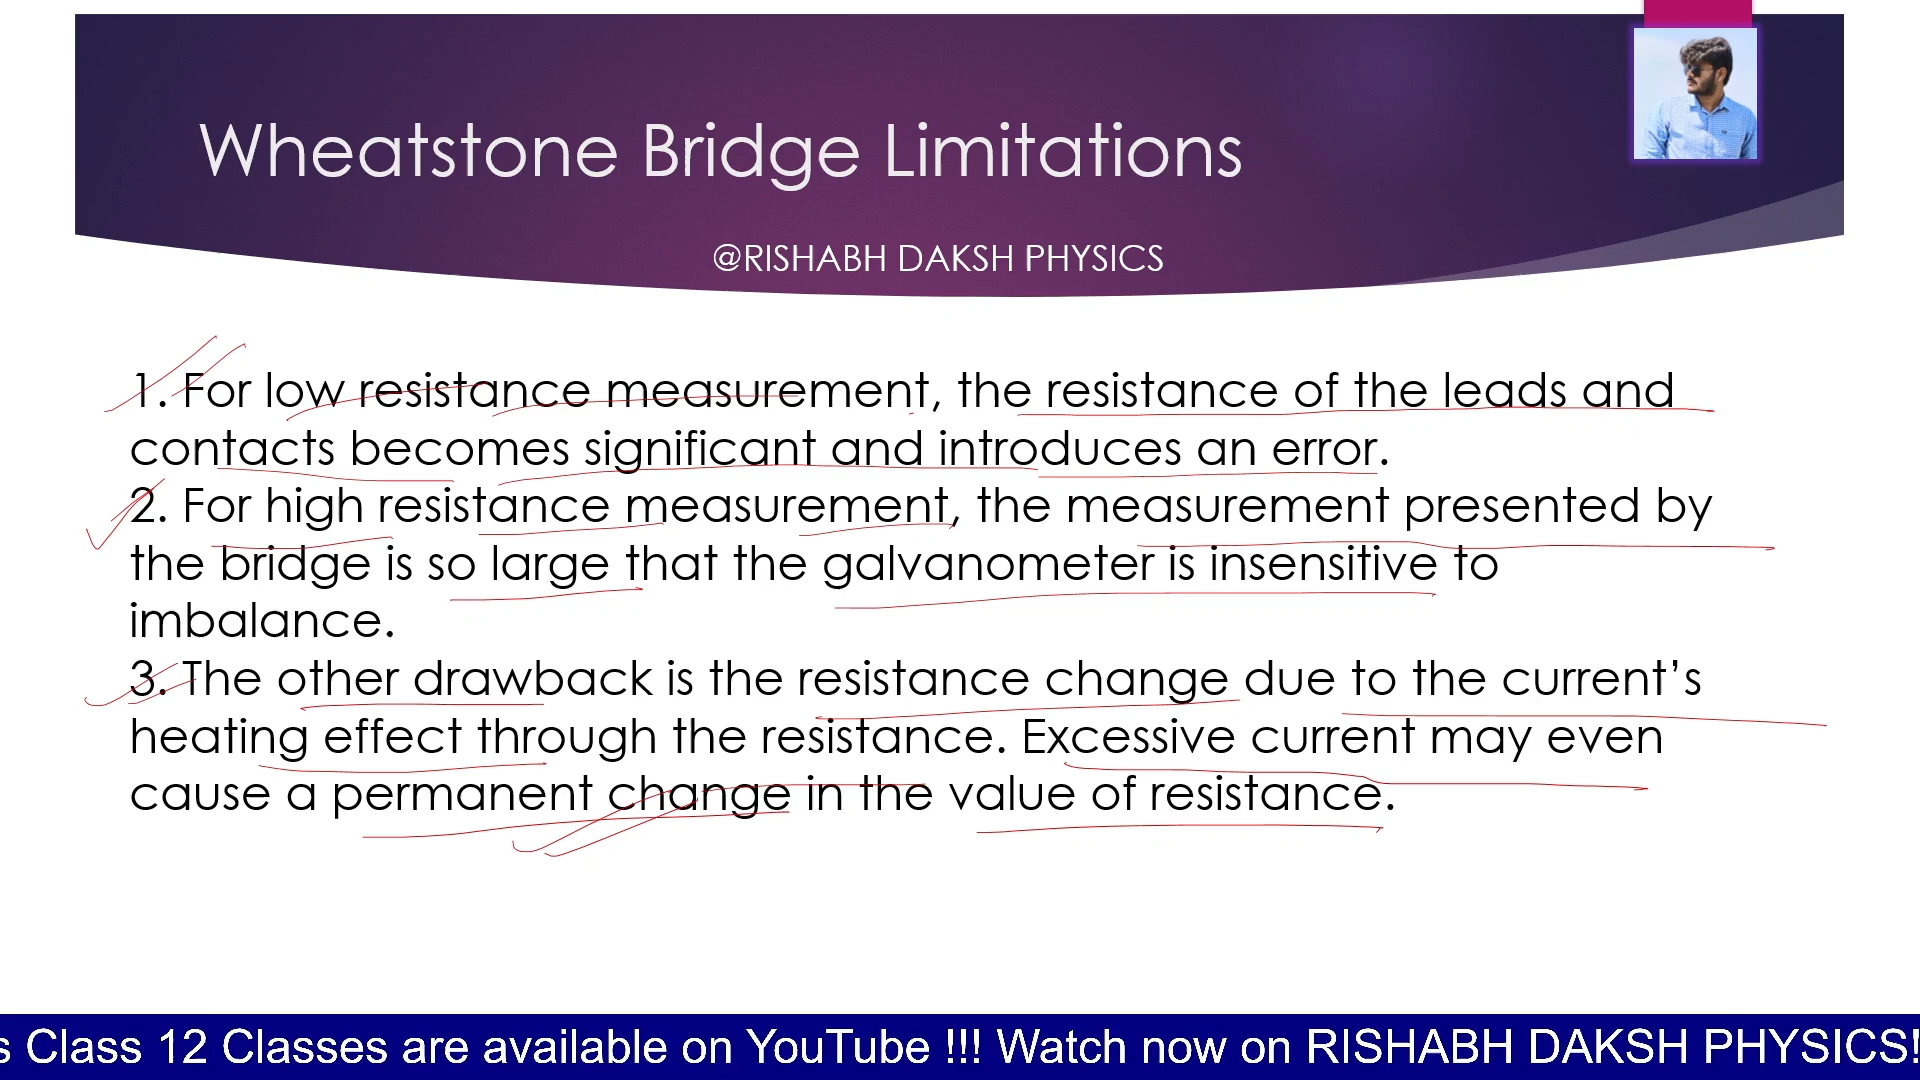 Wheatstone Bridge Limitations
@RISHABH DAKSH PHYSICS
1. For low resistance measurement, the resistance of the leads and
contacts becomes significant and introduces an error.
2. For high resistance measurement, the measurement presented by
the bridge is so large that the galvanometer is insensitive to
imbalance.
3. The other drawback is the resistance change due to the current’s
heating effect through the resistance. Excessive current may even
cause a permanent change in the value of resistance.
s Class 12 Classes are available on YouTube !!! Watch now on RISHABH DAKSH PHYSICS!